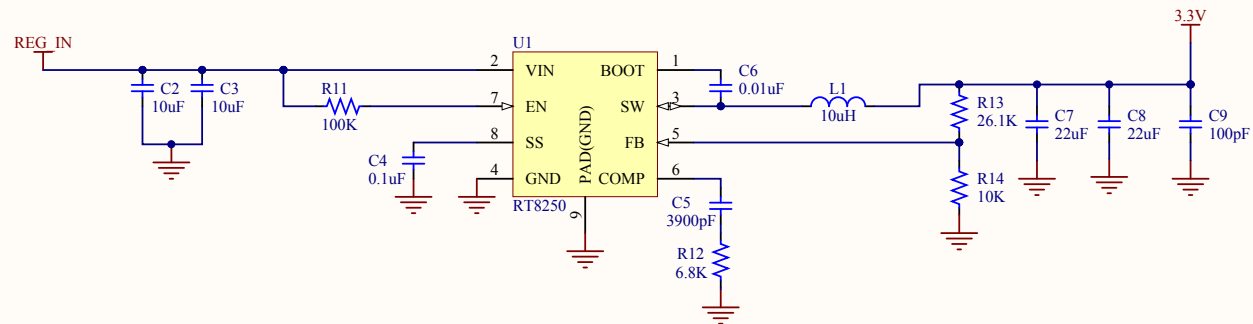 3.3V
REG_IN
U1
2
VIN
BOOT
1
C2
10uF
C3
10uF
R11
100K
7
EN
SW
3
C6
0.01uF
L1
10uH
R13
26.1K
C7
22uF
C8
22uF
C9
100pF
C4
0.1uF
8
SS
PAD(GND)
FB
5
4
GND
COMP
6
R14
10K
RT8250
9
C5
3900pF
R12
6.8K